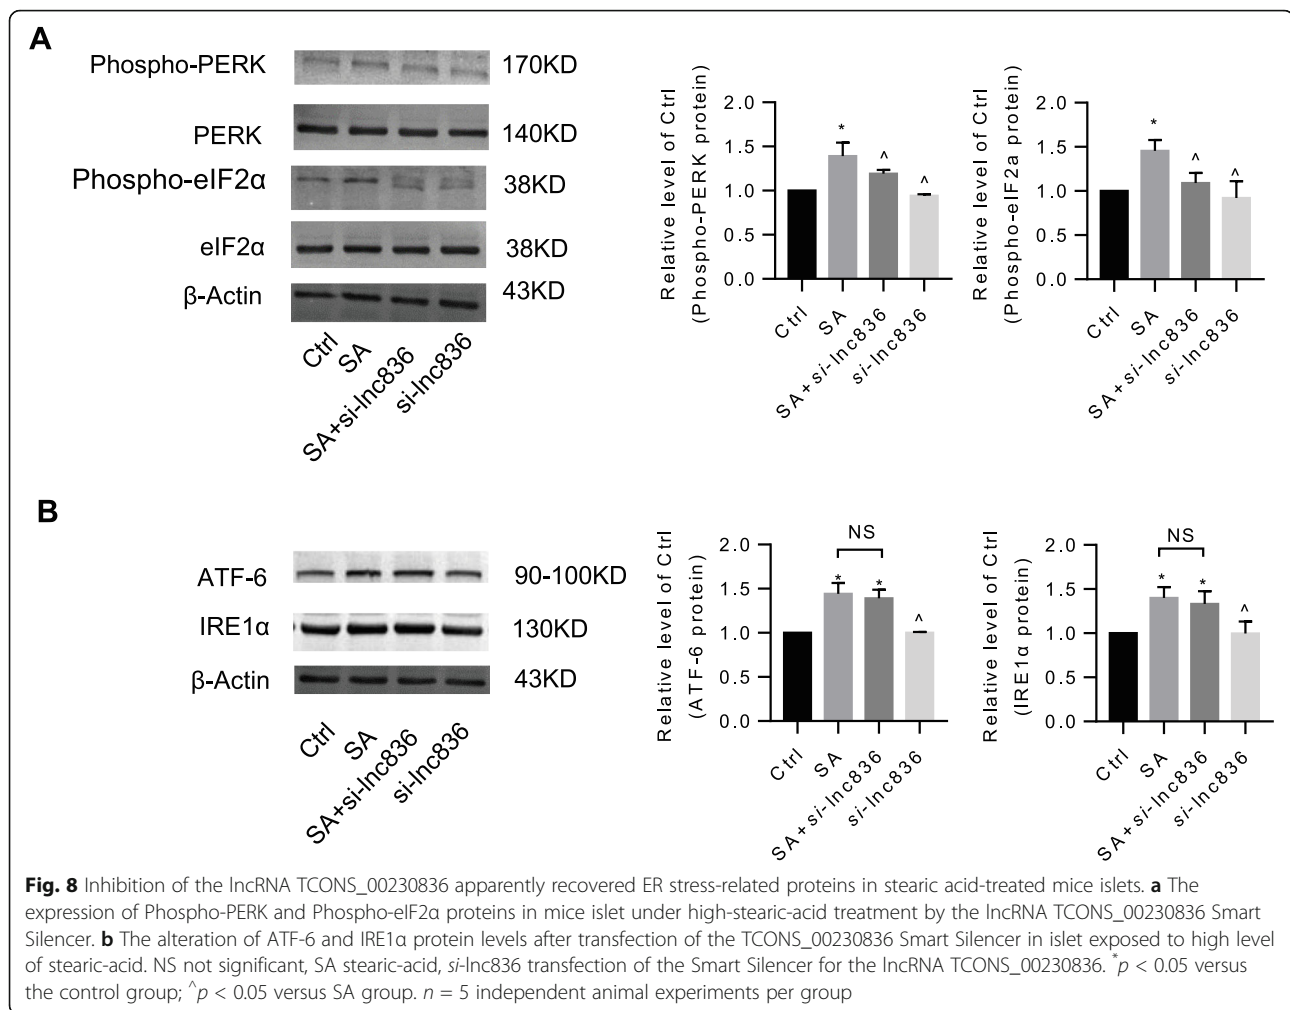 A
Phospho-PERK
170KD
PERK
140KD
Phospho-eIF2α
38KD
eIF2α
38KD
β-Actin
43KD
Ctrl
SA
SA+si-lnc836
si-lnc836
Relative level of Ctrl
(Phospho-PERK protein)
2.0
1.5
1.0
0.5
0.0
*
^
^
Ctrl
SA
SA+si-lnc836
si-lnc836
Relative level of Ctrl
(Phospho-eIF2a protein)
2.0
1.5
1.0
0.5
0.0
*
^
^
Ctrl
SA
SA+si-lnc836
si-lnc836
B
ATF-6
90-100KD
IRE1α
130KD
β-Actin
43KD
Ctrl
SA
SA+si-lnc836
si-lnc836
Relative level of Ctrl
(ATF-6 protein)
2.0
1.5
1.0
0.5
0.0
NS
*
*
^
Ctrl
SA
SA+si-lnc836
si-lnc836
Relative level of Ctrl
(IRE1α protein)
2.0
1.5
1.0
0.5
0.0
NS
*
*
^
Ctrl
SA
SA+si-lnc836
si-lnc836
Fig. 8 Inhibition of the lncRNA TCONS_00230836 apparently recovered ER stress-related proteins in stearic acid-treated mice islets. a The
expression of Phospho-PERK and Phospho-eIF2α proteins in mice islet under high-stearic-acid treatment by the lncRNA TCONS_00230836 Smart
Silencer. b The alteration of ATF-6 and IRE1α protein levels after transfection of the TCONS_00230836 Smart Silencer in islet exposed to high level
of stearic-acid. NS not significant, SA stearic-acid, si-lnc836 transfection of the Smart Silencer for the lncRNA TCONS_00230836. *p < 0.05 versus
the control group; ^p < 0.05 versus SA group. n = 5 independent animal experiments per group